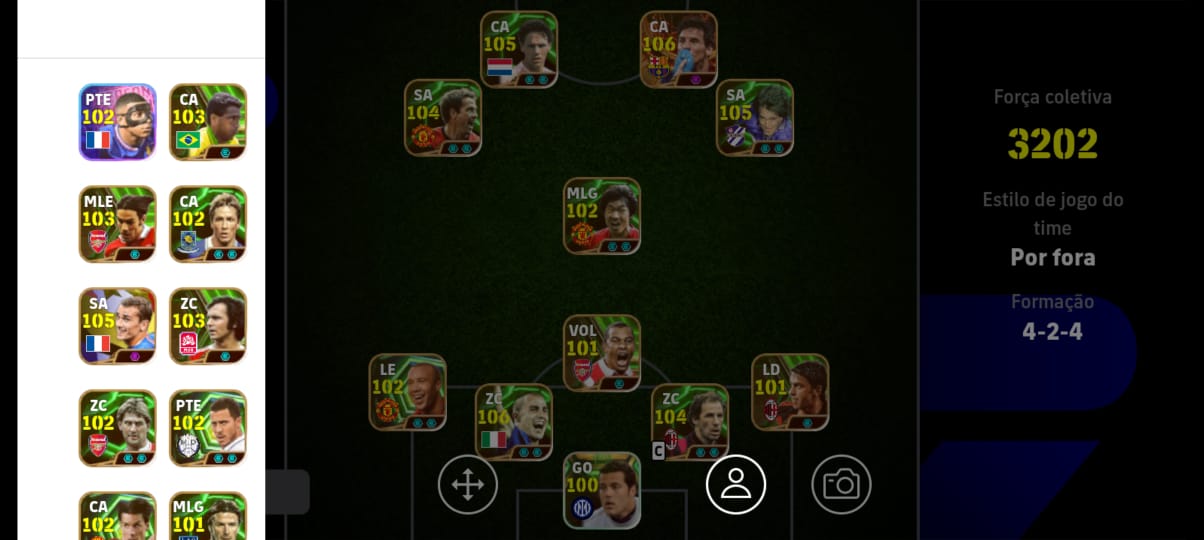 PTE
102
CA
103
MLE
103
CA
102
SA
105
ZC
103
ZC
102
PTE
102
CA
102
MLG
101
CA
105
CA
106
SA
104
SA
105
MLG
102
VOL
101
LE
102
ZC
106
ZC
104
C
LD
101
GO
100
Força coletiva
3202
Estilo de jogo do
time
Por fora
Formação
4-2-4